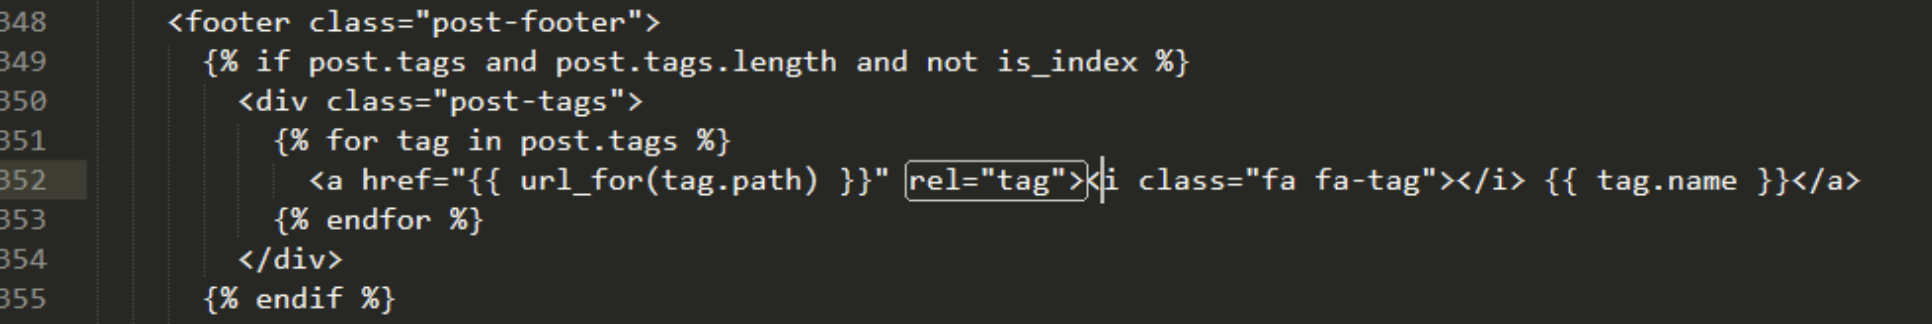 348 <footer class="post-footer">
349 {% if post.tags and post.tags.length and not is_index %}
350 <div class="post-tags">
351 {% for tag in post.tags %}
352 <a href="{{ url_for(tag.path) }}" rel="tag"><i class="fa fa-tag"></i> {{ tag.name }}</a>
353 {% endfor %}
354 </div>
355 {% endif %}